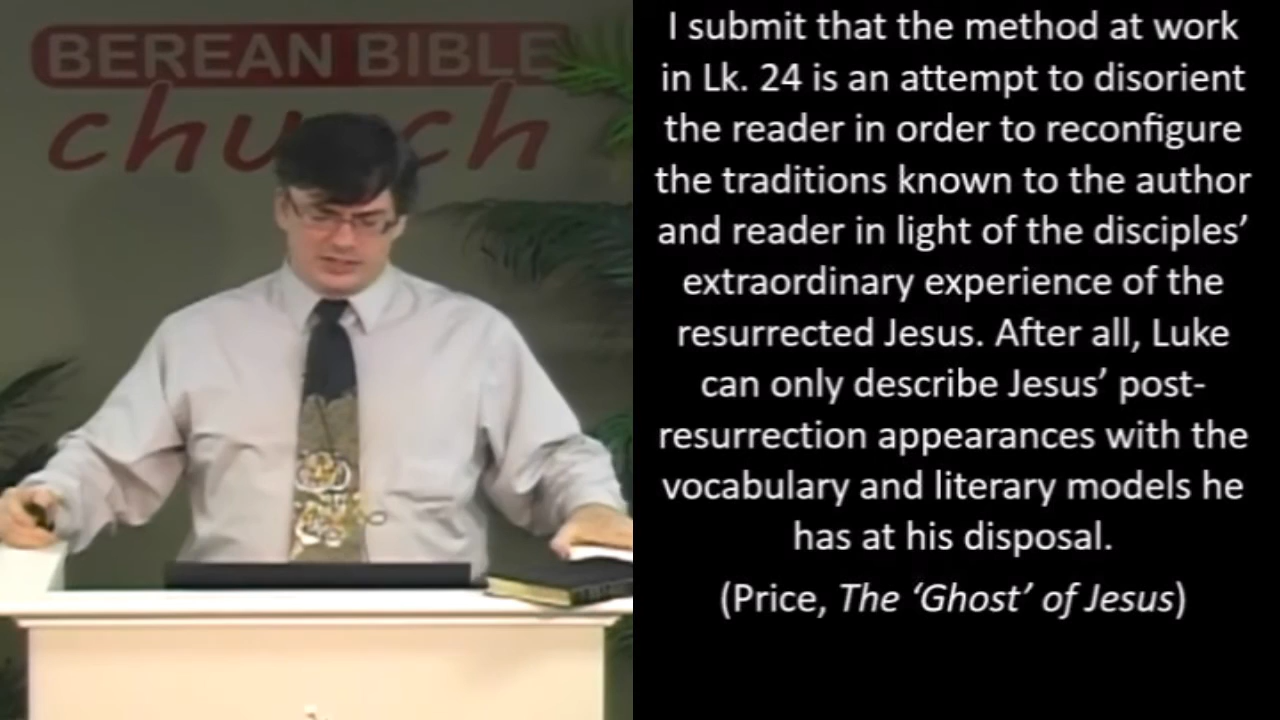 BEREAN BIBLE
church
I submit that the method at work
in Lk. 24 is an attempt to disorient
the reader in order to reconfigure
the traditions known to the author
and reader in light of the disciples’
extraordinary experience of the
resurrected Jesus. After all, Luke
can only describe Jesus’ post-
resurrection appearances with the
vocabulary and literary models he
has at his disposal.
(Price, The ‘Ghost’ of Jesus)